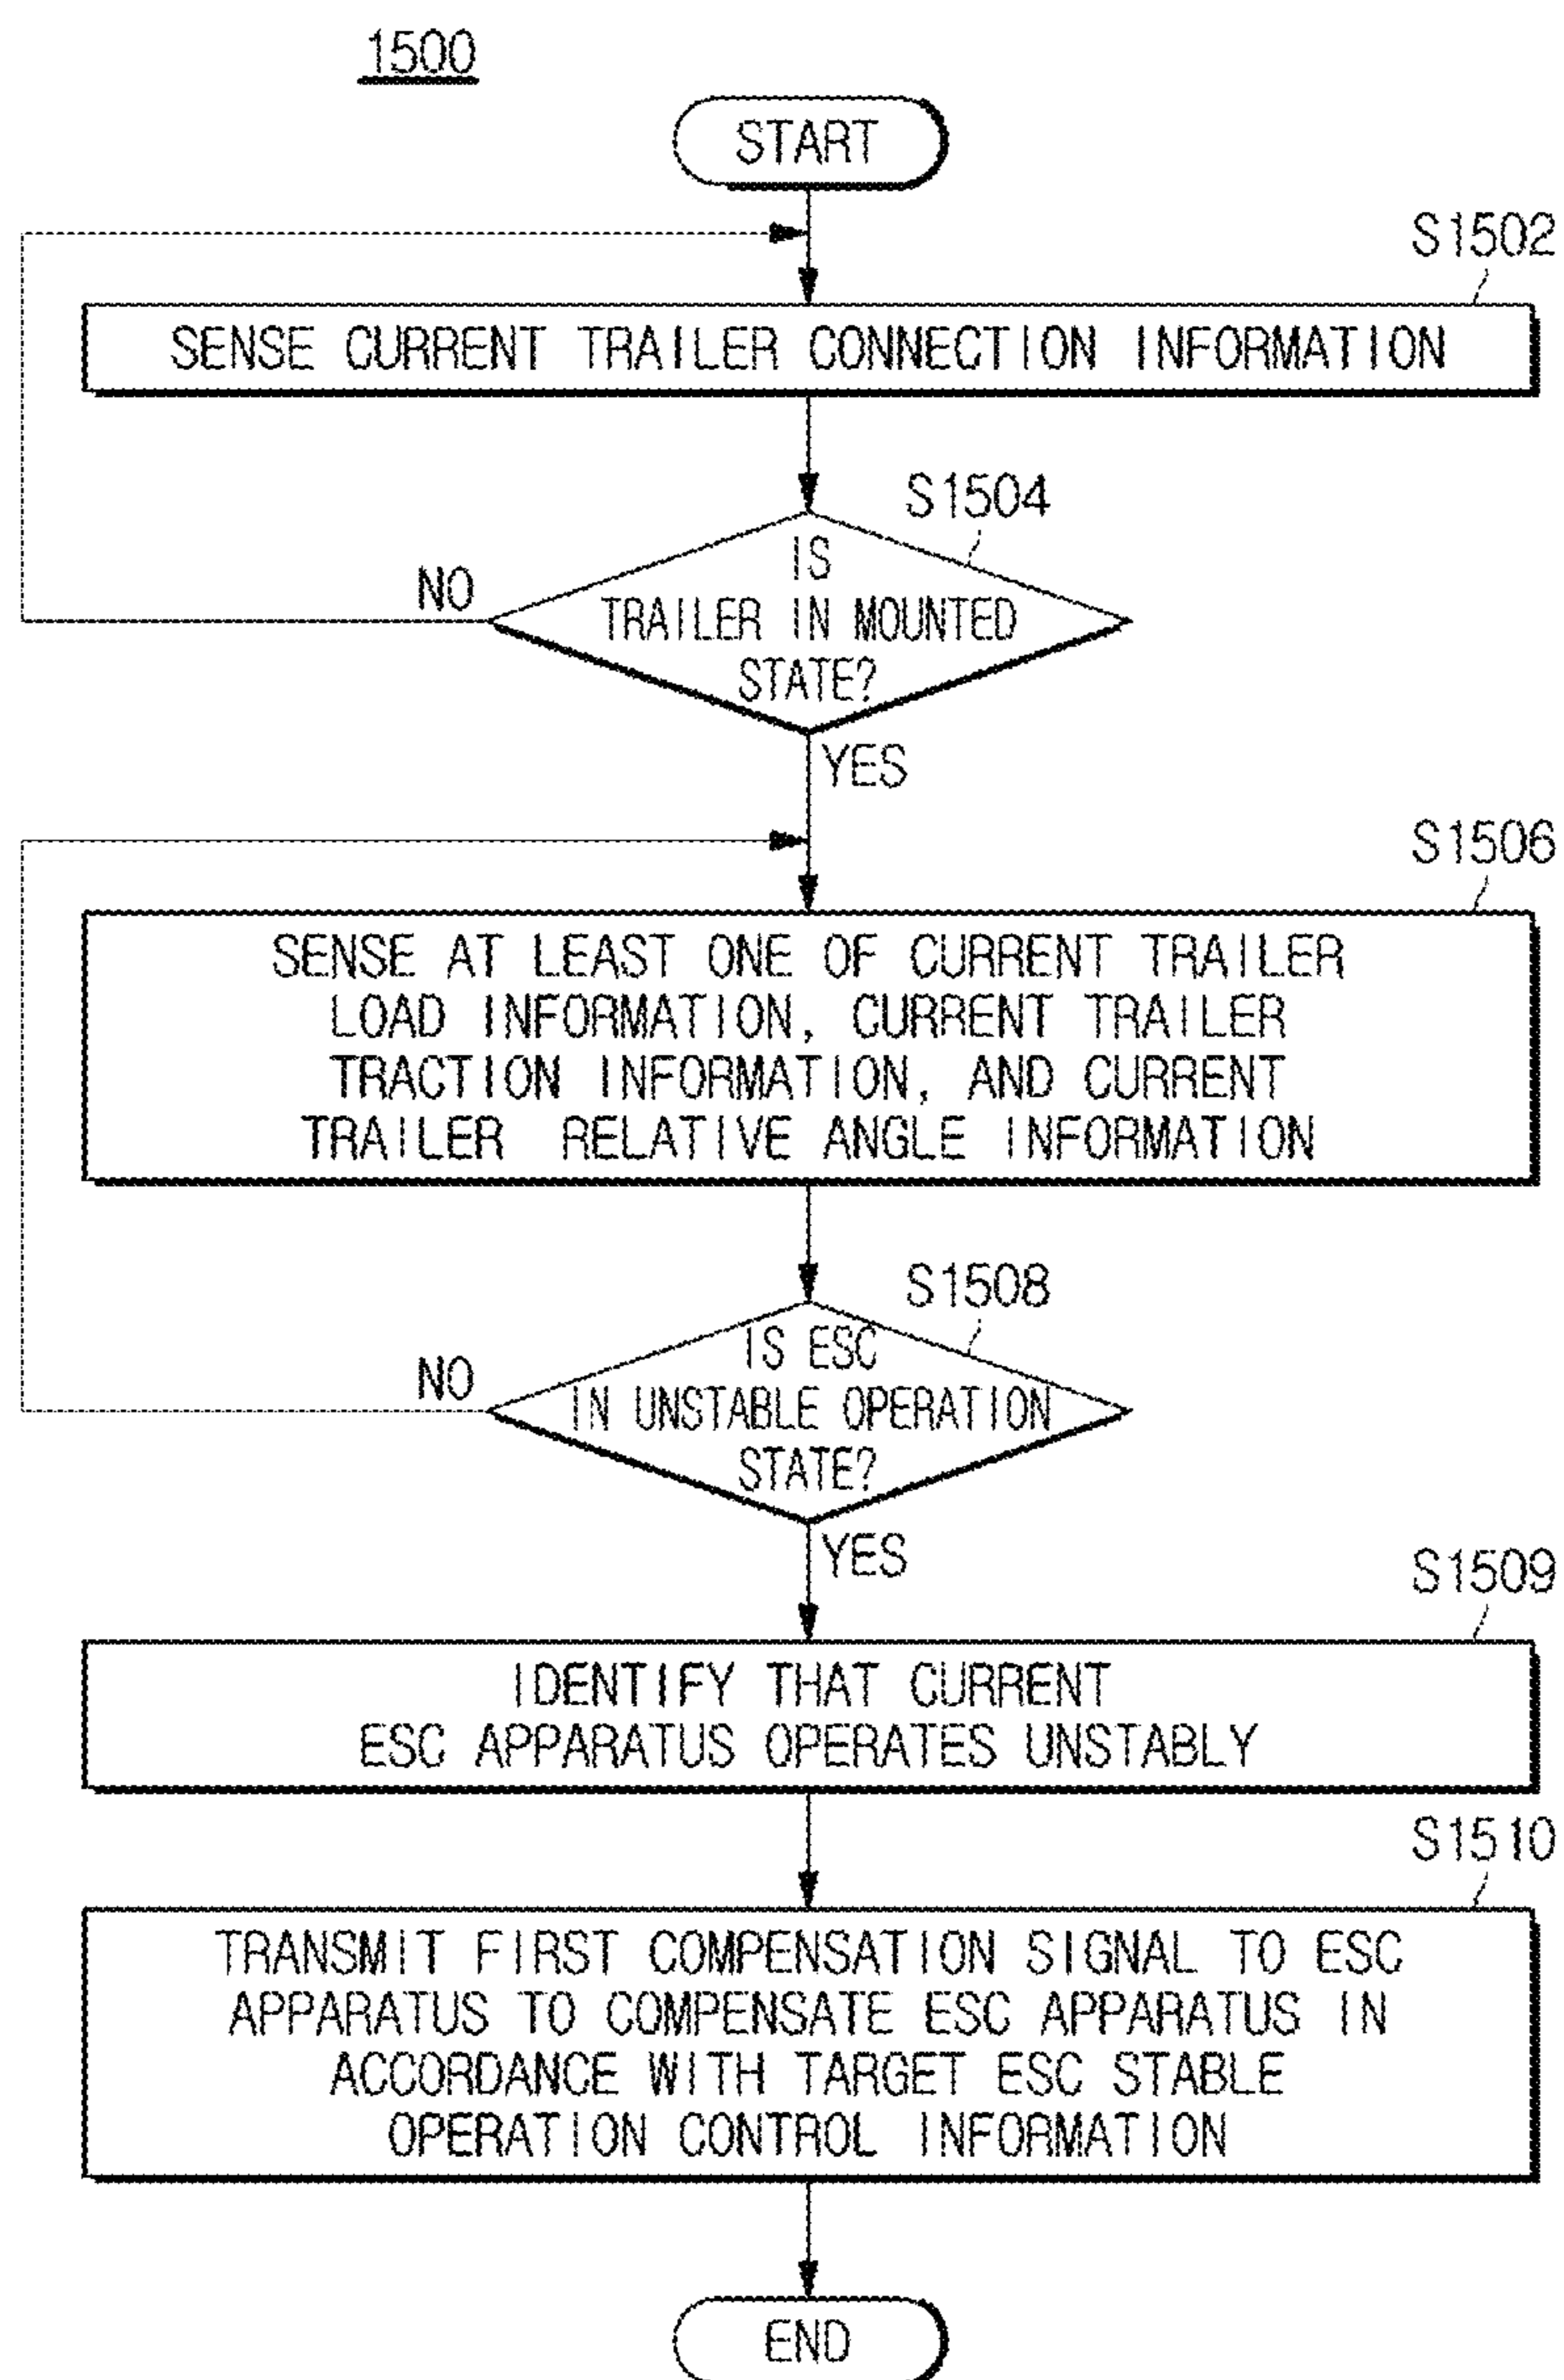 1500
START
S1502
SENSE CURRENT TRAILER CONNECTION INFORMATION
S1504
IS
TRAILER IN MOUNTED
STATE?
NO
YES
S1506
SENSE AT LEAST ONE OF CURRENT TRAILER
LOAD INFORMATION, CURRENT TRAILER
TRACTION INFORMATION, AND CURRENT
TRAILER RELATIVE ANGLE INFORMATION
S1508
IS ESC
IN UNSTABLE OPERATION
STATE?
NO
YES
S1509
IDENTIFY THAT CURRENT
ESC APPARATUS OPERATES UNSTABLY
S1510
TRANSMIT FIRST COMPENSATION SIGNAL TO ESC
APPARATUS TO COMPENSATE ESC APPARATUS IN
ACCORDANCE WITH TARGET ESC STABLE
OPERATION CONTROL INFORMATION
END